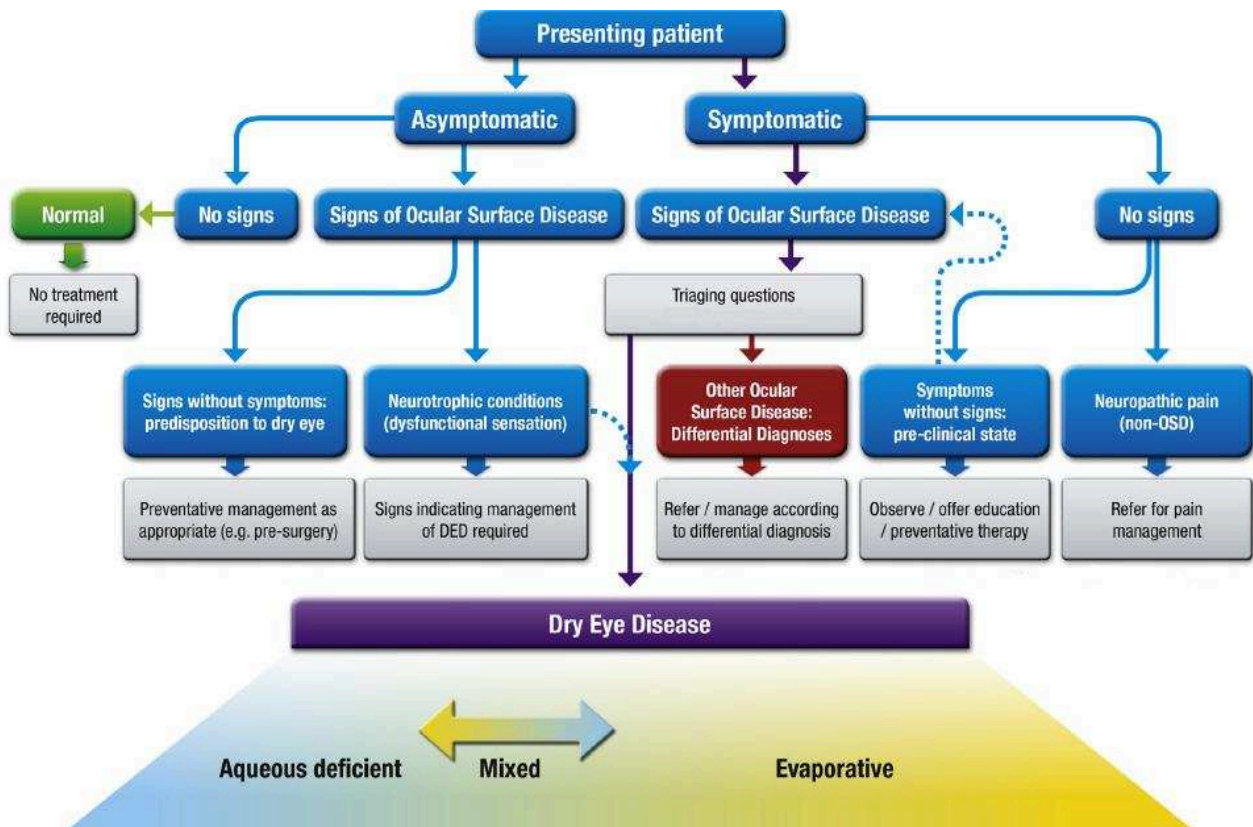 Presenting patient
Asymptomatic
Symptomatic
Normal
No signs
Signs of Ocular Surface Disease
Signs of Ocular Surface Disease
No signs
No treatment
required
Triaging questions
Signs without symptoms:
predisposition to dry eye
Neurotrophic conditions
(dysfunctional sensation)
Other Ocular
Surface Disease:
Differential Diagnoses
Symptoms
without signs:
pre-clinical state
Neuropathic pain
(non-OSD)
Preventative management as
appropriate (e.g. pre-surgery)
Signs indicating management
of DED required
Refer / manage according
to differential diagnosis
Observe / offer education
/ preventative therapy
Refer for pain
management
Dry Eye Disease
Aqueous deficient
Mixed
Evaporative